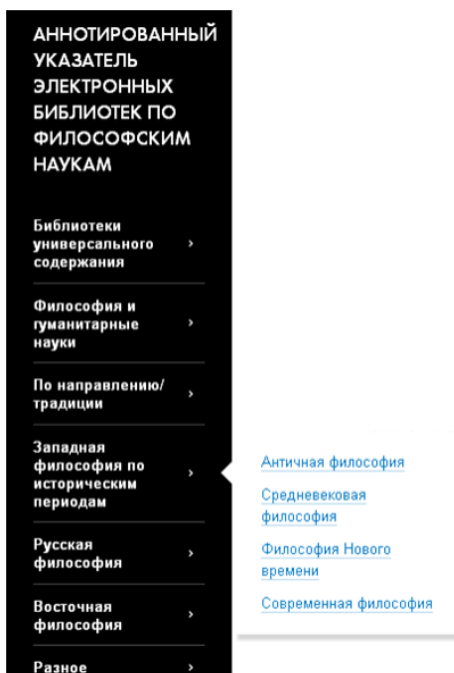 АННОТИРОВАННЫЙ
УКАЗАТЕЛЬ
ЭЛЕКТРОННЫХ
БИБЛИОТЕК ПО
ФИЛОСОФСКИМ
НАУКАМ
Библиотеки
универсального
содержания
Философия и
гуманитарные
науки
По направлению/
традиции
Западная
философия по
историческим
периодам
Русская
философия
Восточная
философия
Разное
Античная философия
Средневековая
философия
Философия Нового
времени
Современная философия